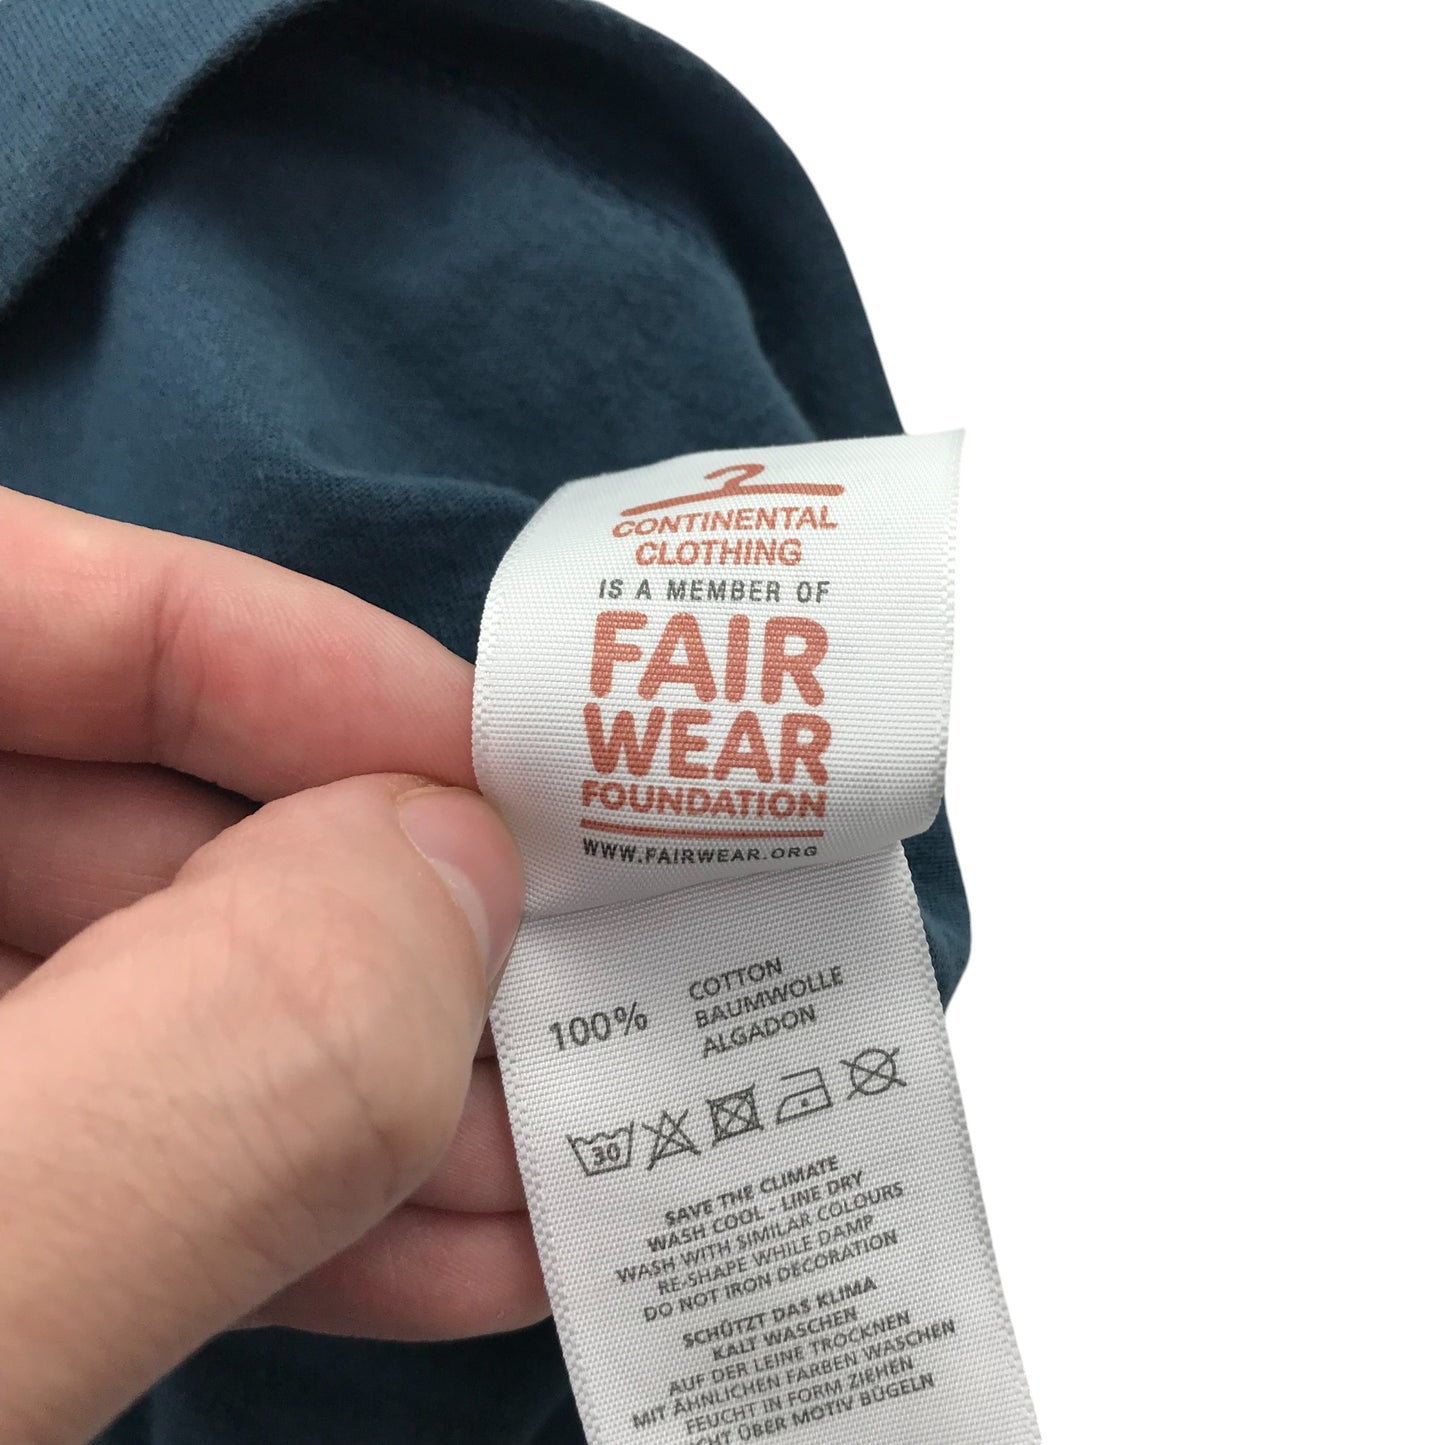 CONTINENTAL
CLOTHING
IS A MEMBER OF
FAIR
WEAR
FOUNDATION
WWW.FAIRWEAR.ORG
100%
COTTON
BAUMWOLLE
ALGADON
30
SAVE THE CLIMATE
WASH COOL - LINE DRY
WASH WITH SIMILAR COLOURS
RE-SHAPE WHILE DAMP
DO NOT IRON DECORATION
SCHÜTZT DAS KLIMA
KALT WASCHEN
AUF DER LEINE TROCKNEN
MIT ÄHNLICHEN FARBEN WASCHEN
FEUCHT IN FORM ZIEHEN
ÜBER MOTIV BÜGELN